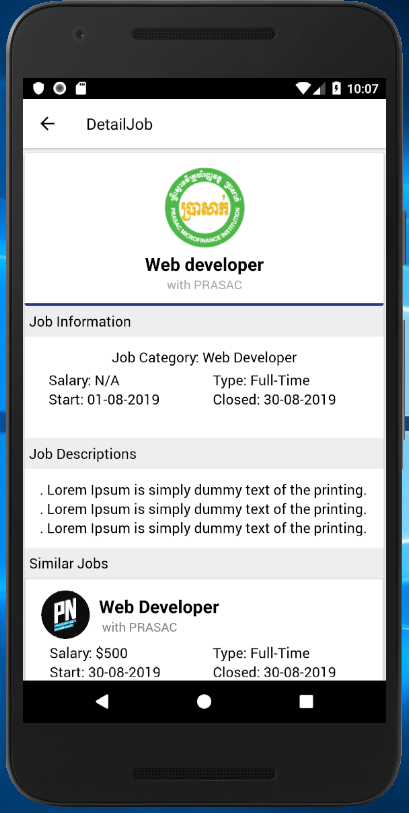 10:07
DetailJob
ប្រាសាក់
PRASAC MICROFINANCE INSTITUTION
Web developer
with PRASAC
Job Information
Job Category: Web Developer
Salary: N/A Type: Full-Time
Start: 01-08-2019 Closed: 30-08-2019
Job Descriptions
. Lorem Ipsum is simply dummy text of the printing.
. Lorem Ipsum is simply dummy text of the printing.
. Lorem Ipsum is simply dummy text of the printing.
Similar Jobs
PN
Web Developer
with PRASAC
Salary: $500 Type: Full-Time
Start: 30-08-2019 Closed: 30-08-2019